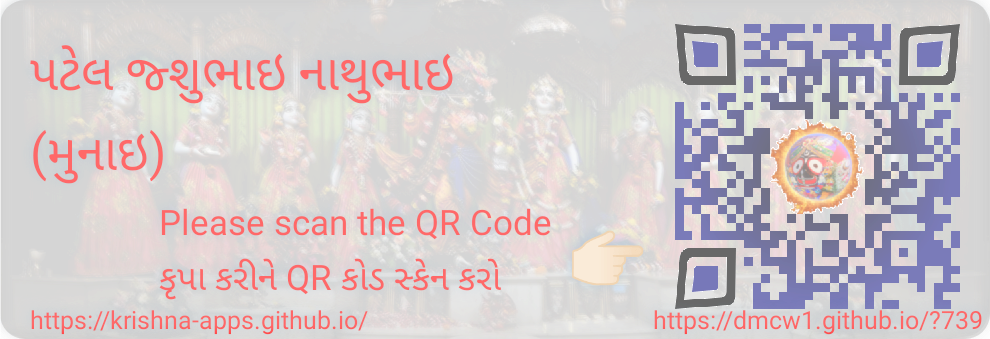 પટેલ જશુભાઇ નાથુભાઇ
(મુનાઇ)
Please scan the QR Code
કૃપા કરીને QR કોડ સ્કેન કરો
https://krishna-apps.github.io/
https://dmcw1.github.io/?739